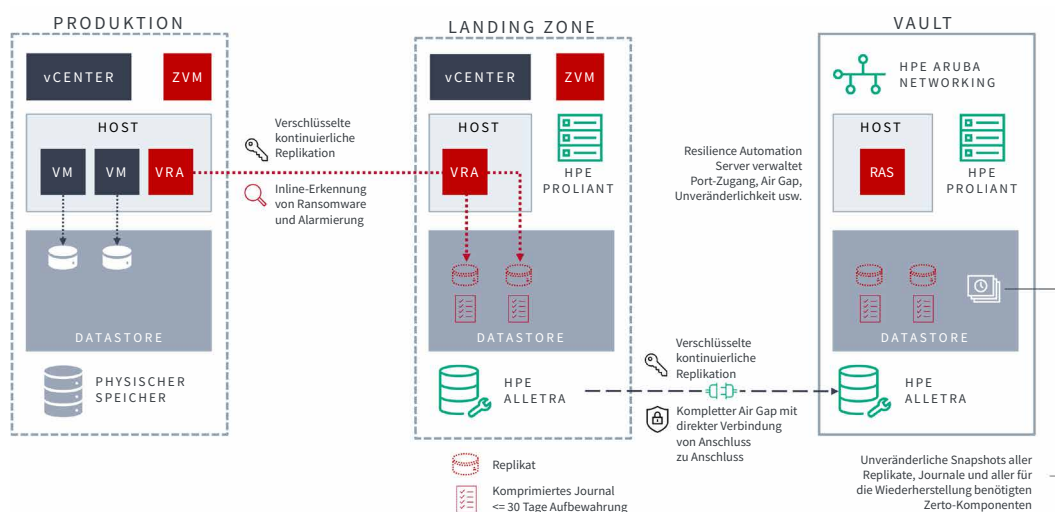 PRODUKTION
vCENTER
ZVM
HOST
VM
VM
VRA
DATASTORE
PHYSISCHER
SPEICHER
Verschlüsselte
kontinuierliche
Replikation
Inline-Erkennung
von Ransomware
und Alarmierung
LANDING ZONE
vCENTER
ZVM
HOST
VRA
HPE
PROLIANT
DATASTORE
HPE
ALLETRA
Replikat
Komprimiertes Journal
<= 30 Tage Aufbewahrung
Resilience Automation
Server verwaltet
Port-Zugang, Air Gap,
Unveränderlichkeit usw.
Verschlüsselte
kontinuierliche
Replikation
Kompletter Air Gap mit
direkter Verbindung
von Anschluss
zu Anschluss
VAULT
HPE ARUBA
NETWORKING
HOST
RAS
HPE
PROLIANT
DATASTORE
HPE
ALLETRA
Unveränderliche Snapshots aller
Replikate, Journale und aller für
die Wiederherstellung benötigten
Zerto-Komponenten